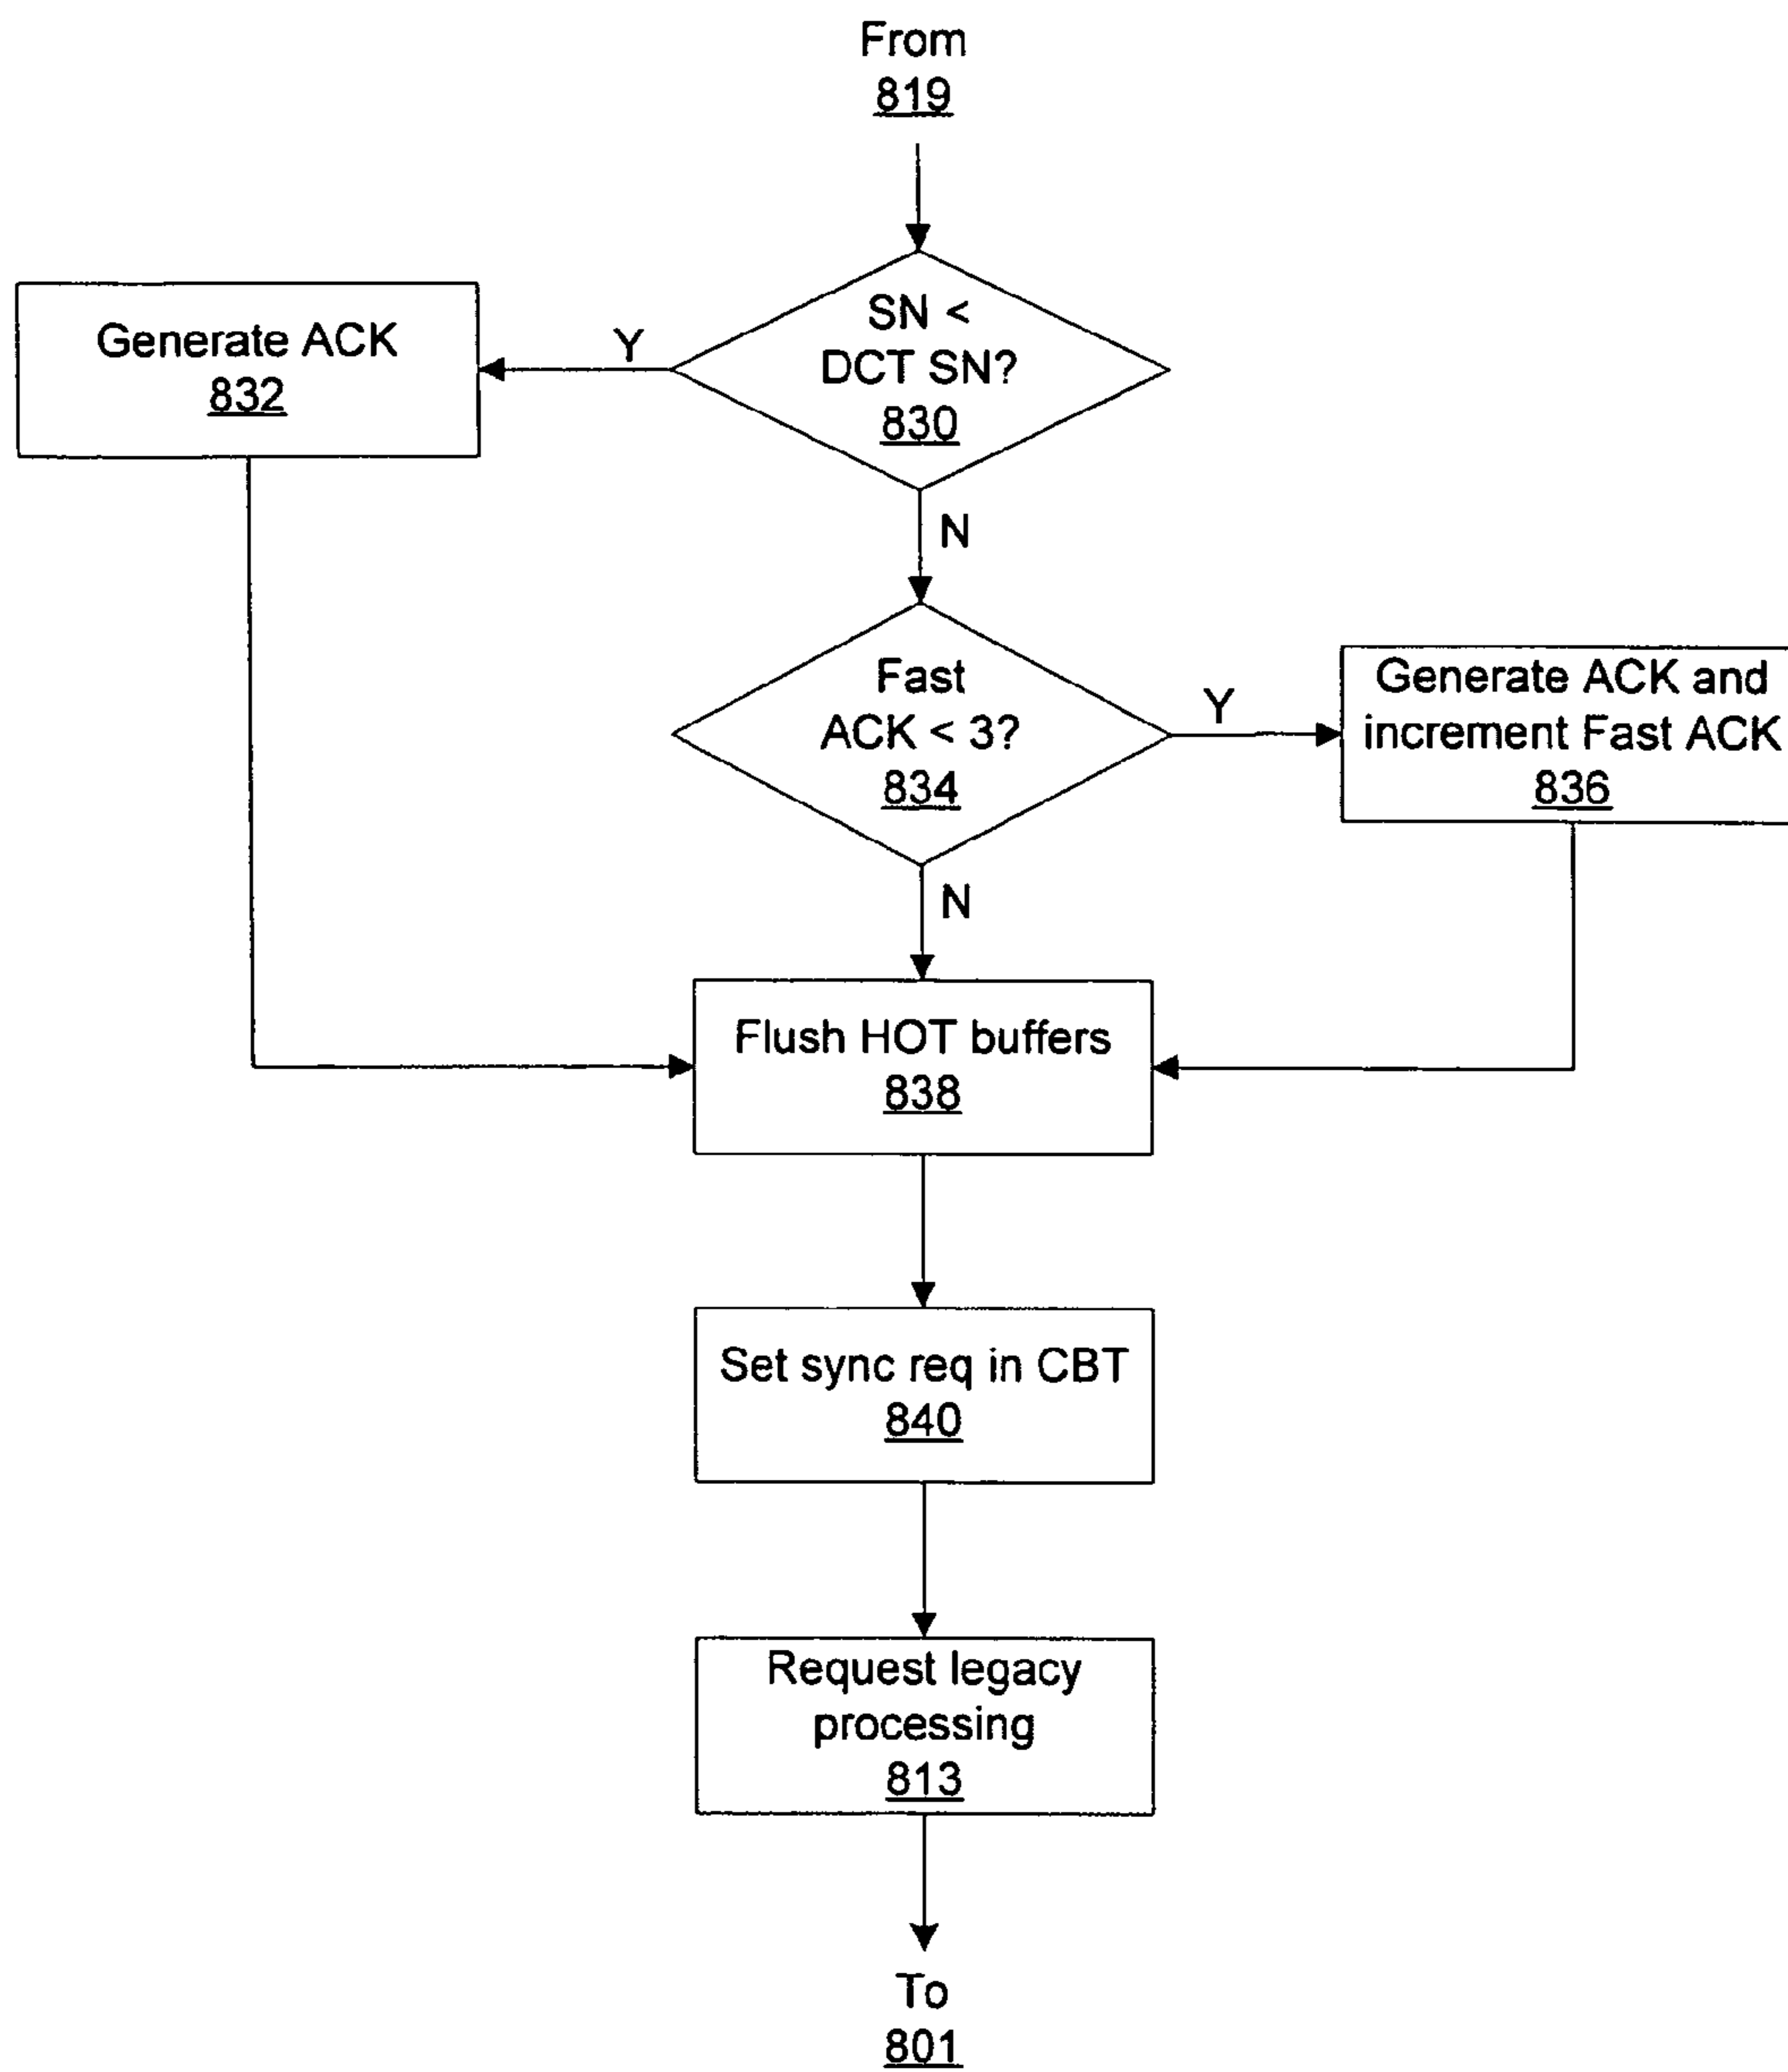 From
819
SN <
DCT SN?
830
Y
Generate ACK
832
N
Fast
ACK < 3?
834
Y
Generate ACK and
increment Fast ACK
836
N
Flush HOT buffers
838
Set sync req in CBT
840
Request legacy
processing
813
To
801